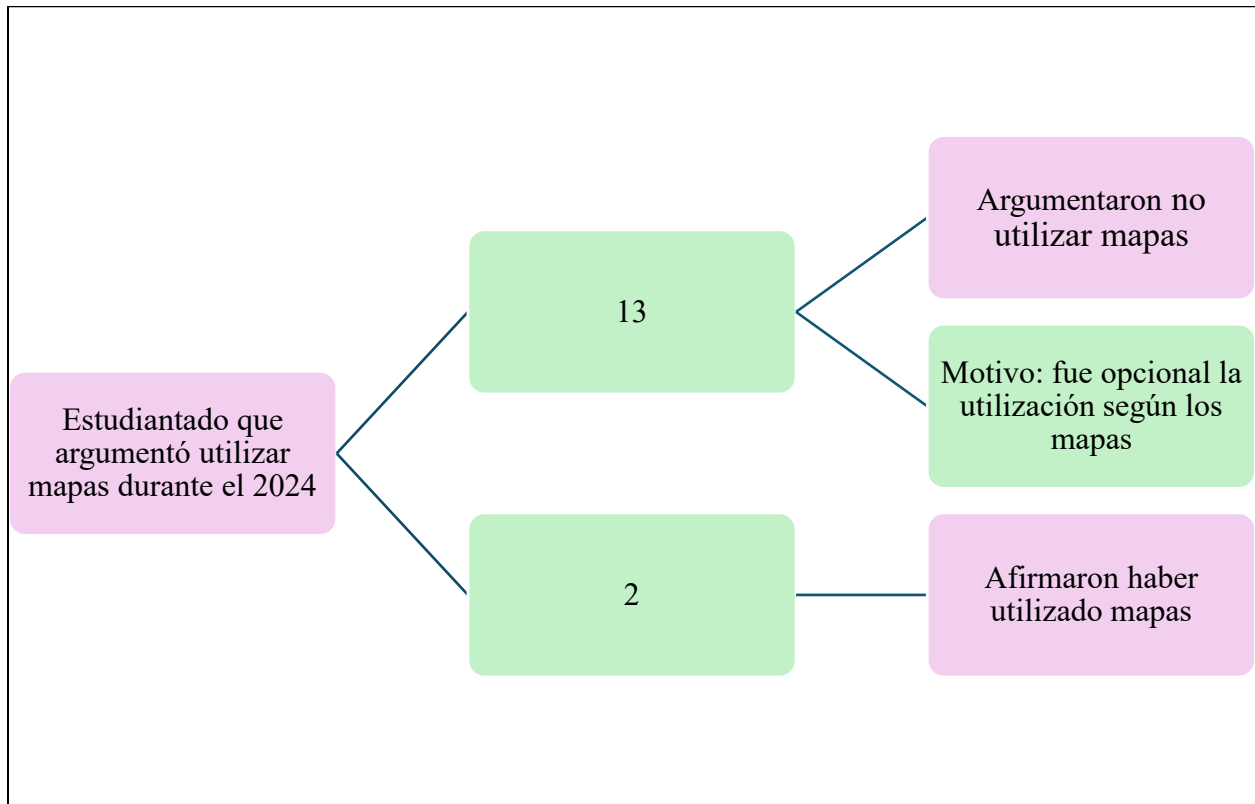 Estudiantado que
argumentó utilizar
mapas durante el 2024
13
Argumentaron no
utilizar mapas
Motivo: fue opcional la
utilización según los
mapas
2
Afirmaron haber
utilizado mapas